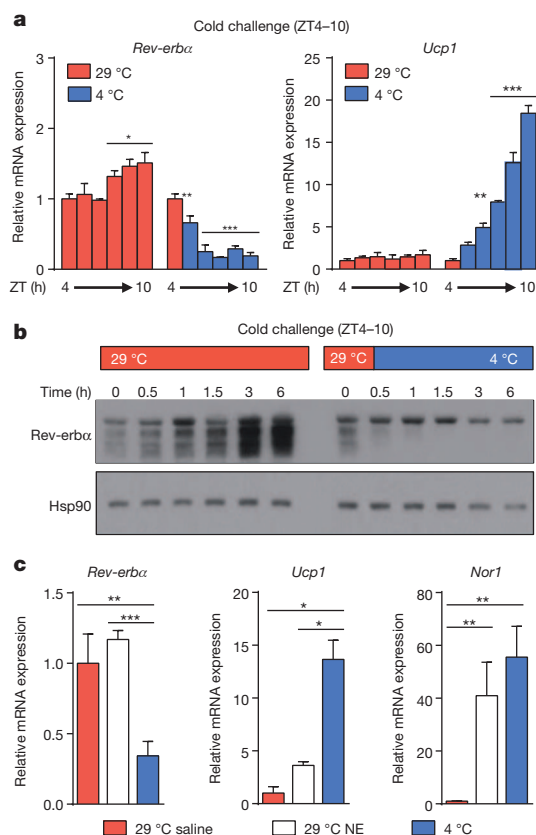 a
Cold challenge (ZT4–10)
Rev-erbα
29 °C
4 °C
Relative mRNA expression
3
2
1
0
*
**
***
ZT (h)
4
10
4
10
Ucp1
29 °C
4 °C
Relative mRNA expression
25
20
15
10
5
0
**
***
ZT (h)
4
10
4
10
b
Cold challenge (ZT4–10)
29 °C
29 °C
4 °C
Time (h)
0 0.5 1 1.5 3 6
0 0.5 1 1.5 3 6
Rev-erbα
Hsp90
c
Rev-erbα
Relative mRNA expression
1.5
1.0
0.5
0.0
**
***
Ucp1
Relative mRNA expression
15
10
5
0
*
*
Nor1
Relative mRNA expression
80
60
40
20
0
**
**
29 °C saline
29 °C NE
4 °C